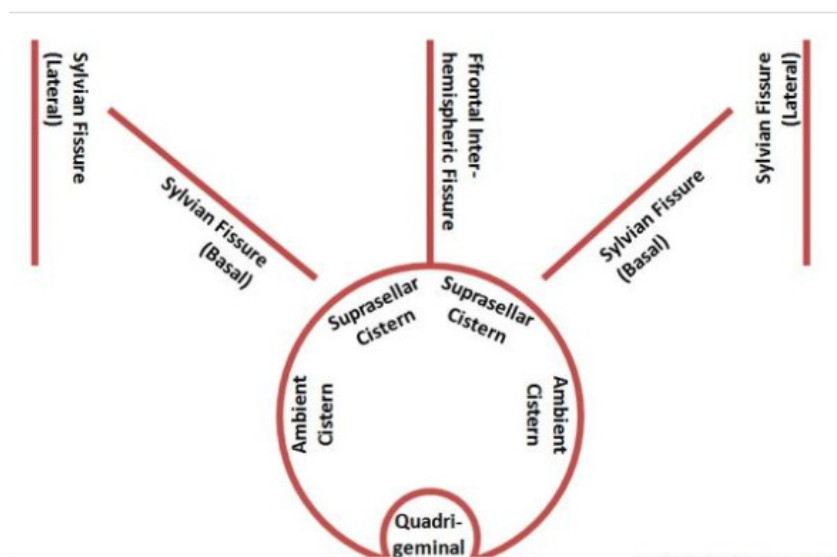 Sylvian Fissure
(Lateral)
Sylvian Fissure
(Basal)
Ffrontal Inter-
hemispheric Fissure
Sylvian Fissure
(Basal)
Sylvian Fissure
(Lateral)
Suprasellar
Cistern
Suprasellar
Cistern
Ambient
Cistern
Ambient
Cistern
Quadri-
geminal